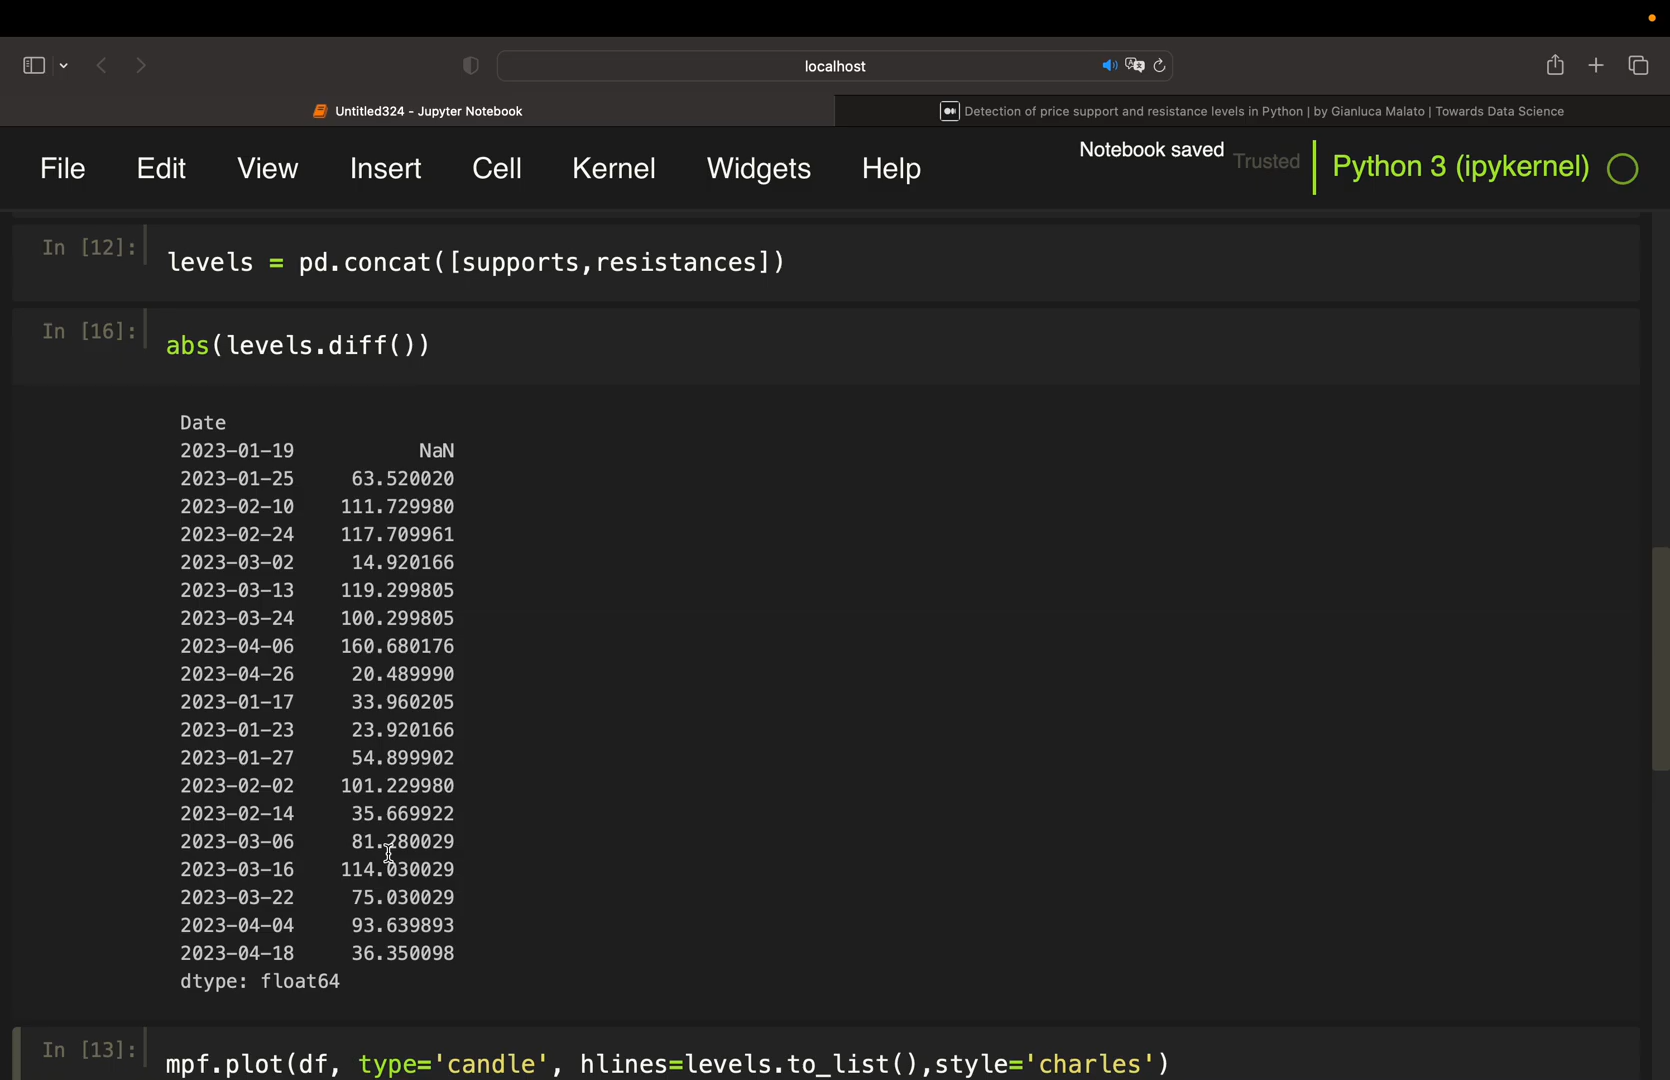 localhost
Untitled324 - Jupyter Notebook
Detection of price support and resistance levels in Python | by Gianluca Malato | Towards Data Science
File Edit View Insert Cell Kernel Widgets Help Notebook saved Trusted Python 3 (ipykernel)
In [12]: levels = pd.concat([supports,resistances])
In [16]: abs(levels.diff())
Date
2023-01-19 NaN
2023-01-25 63.520020
2023-02-10 111.729980
2023-02-24 117.709961
2023-03-02 14.920166
2023-03-13 119.299805
2023-03-24 100.299805
2023-04-06 160.680176
2023-04-26 20.489990
2023-01-17 33.960205
2023-01-23 23.920166
2023-01-27 54.899902
2023-02-02 101.229980
2023-02-14 35.669922
2023-03-06 81.280029
2023-03-16 114.030029
2023-03-22 75.030029
2023-04-04 93.639893
2023-04-18 36.350098
dtype: float64
In [13]: mpf.plot(df, type='candle', hlines=levels.to_list(),style='charles')